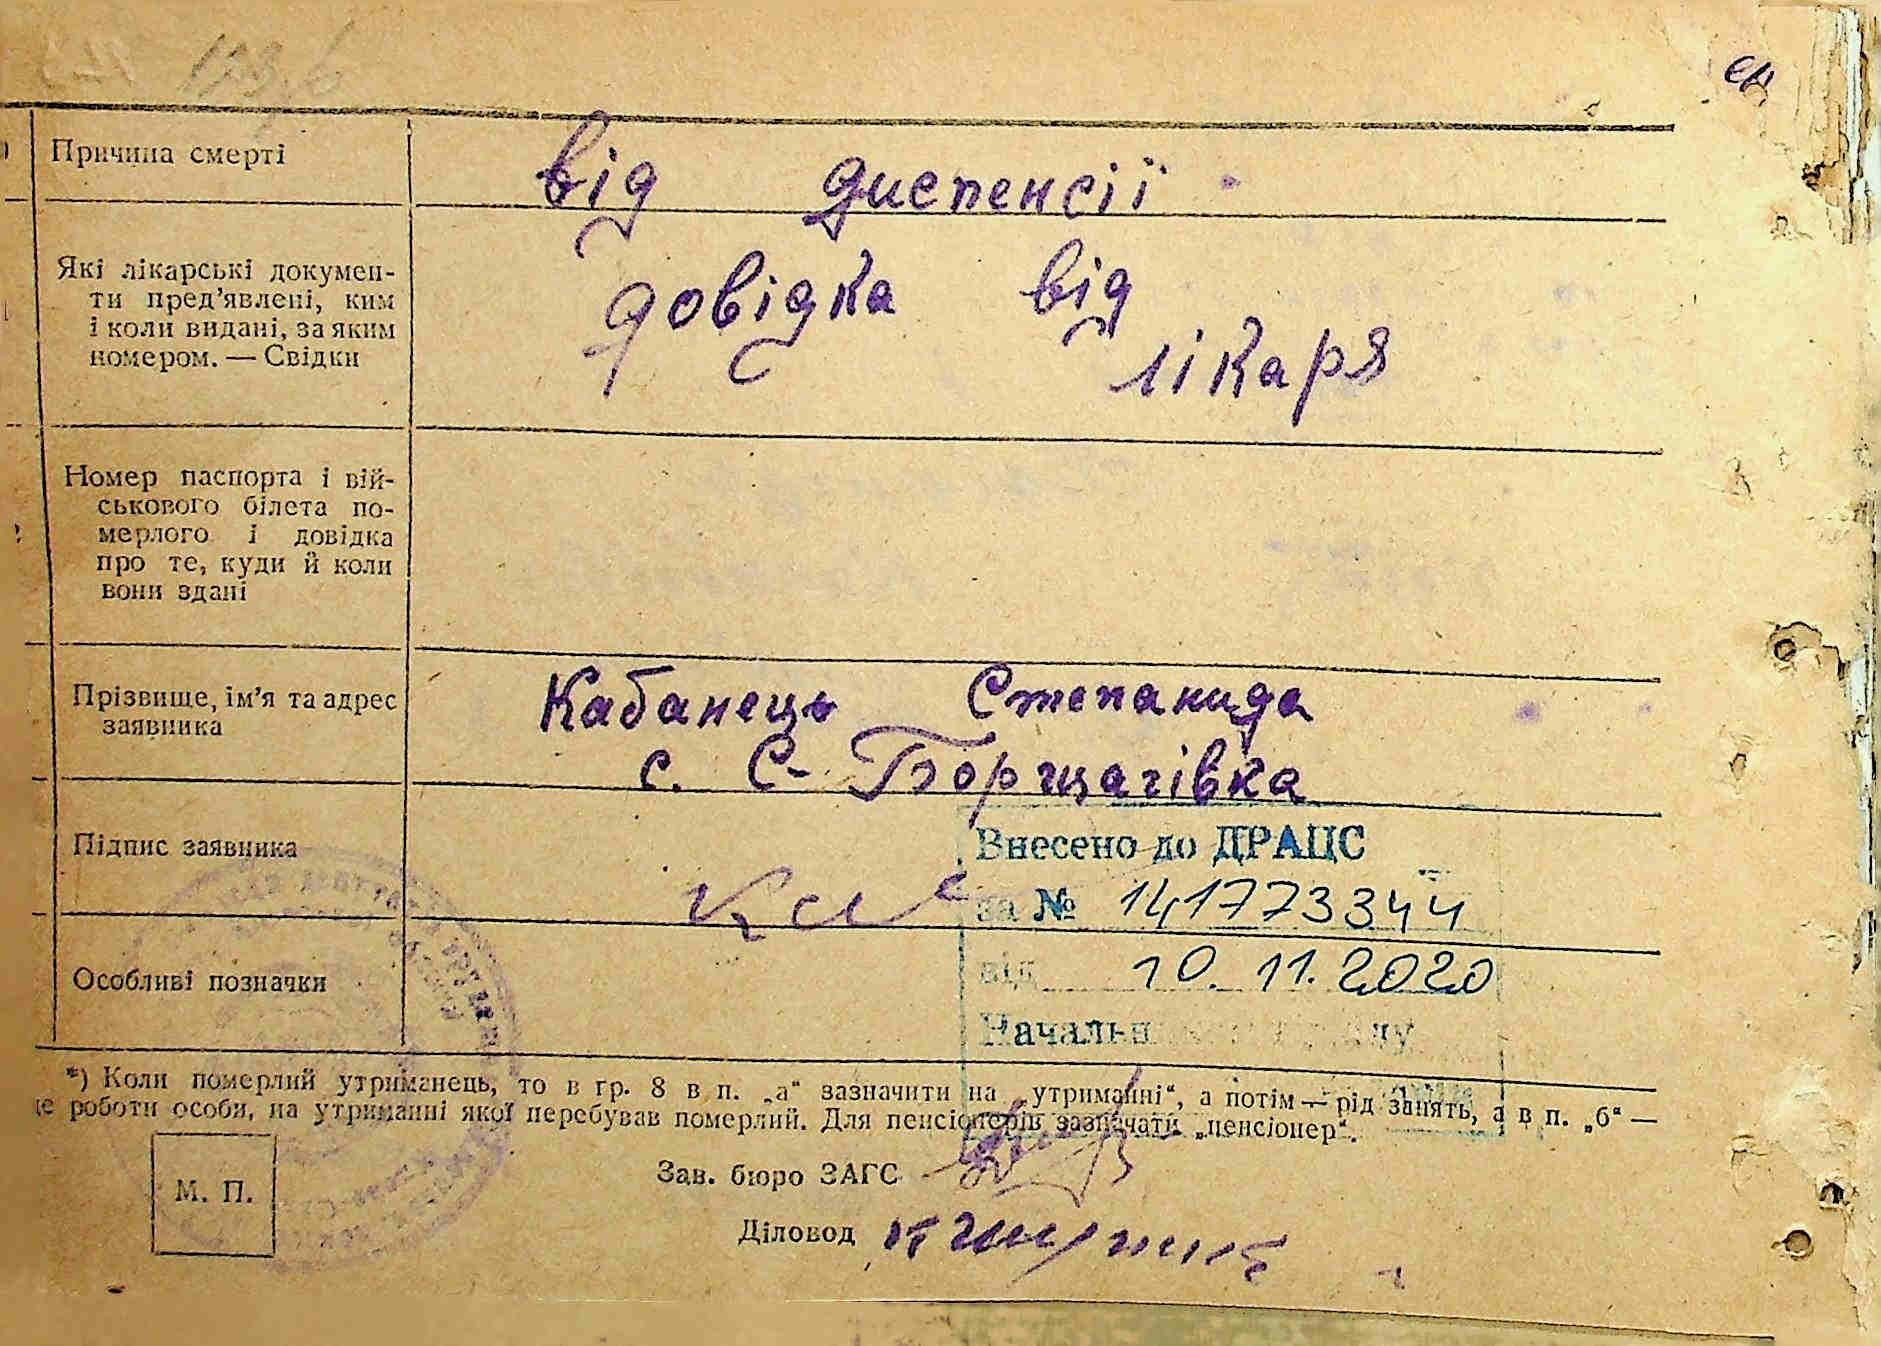 Причина смерті
від диспенсії
Які лікарські докумен-
ти пред'явлені, ким
і коли видані, за яким
номером. — Свідки
довідка від
лікаря
Номер паспорта і вій-
ськового білета по-
мерлого і довідка
про те, куди й коли
вони здані
Прізвище, ім'я та адрес
заявника
Кабанець Степанида
с. С-Борщагівка
Підпис заявника
Внесено до ДРАЦС
за № 141773344
від 10.11.2020
Особливі позначки
*) Коли померлий утриманець, то в гр. 8 в п. „а“ зазначити на „утриманні“, а потім — рід занять, а в п. „б“ —
це роботи особи, на утриманні якої перебував померлий. Для пенсіонерів зазначати „пенсіонер“.
М. П.
Зав. бюро ЗАГС
Діловод